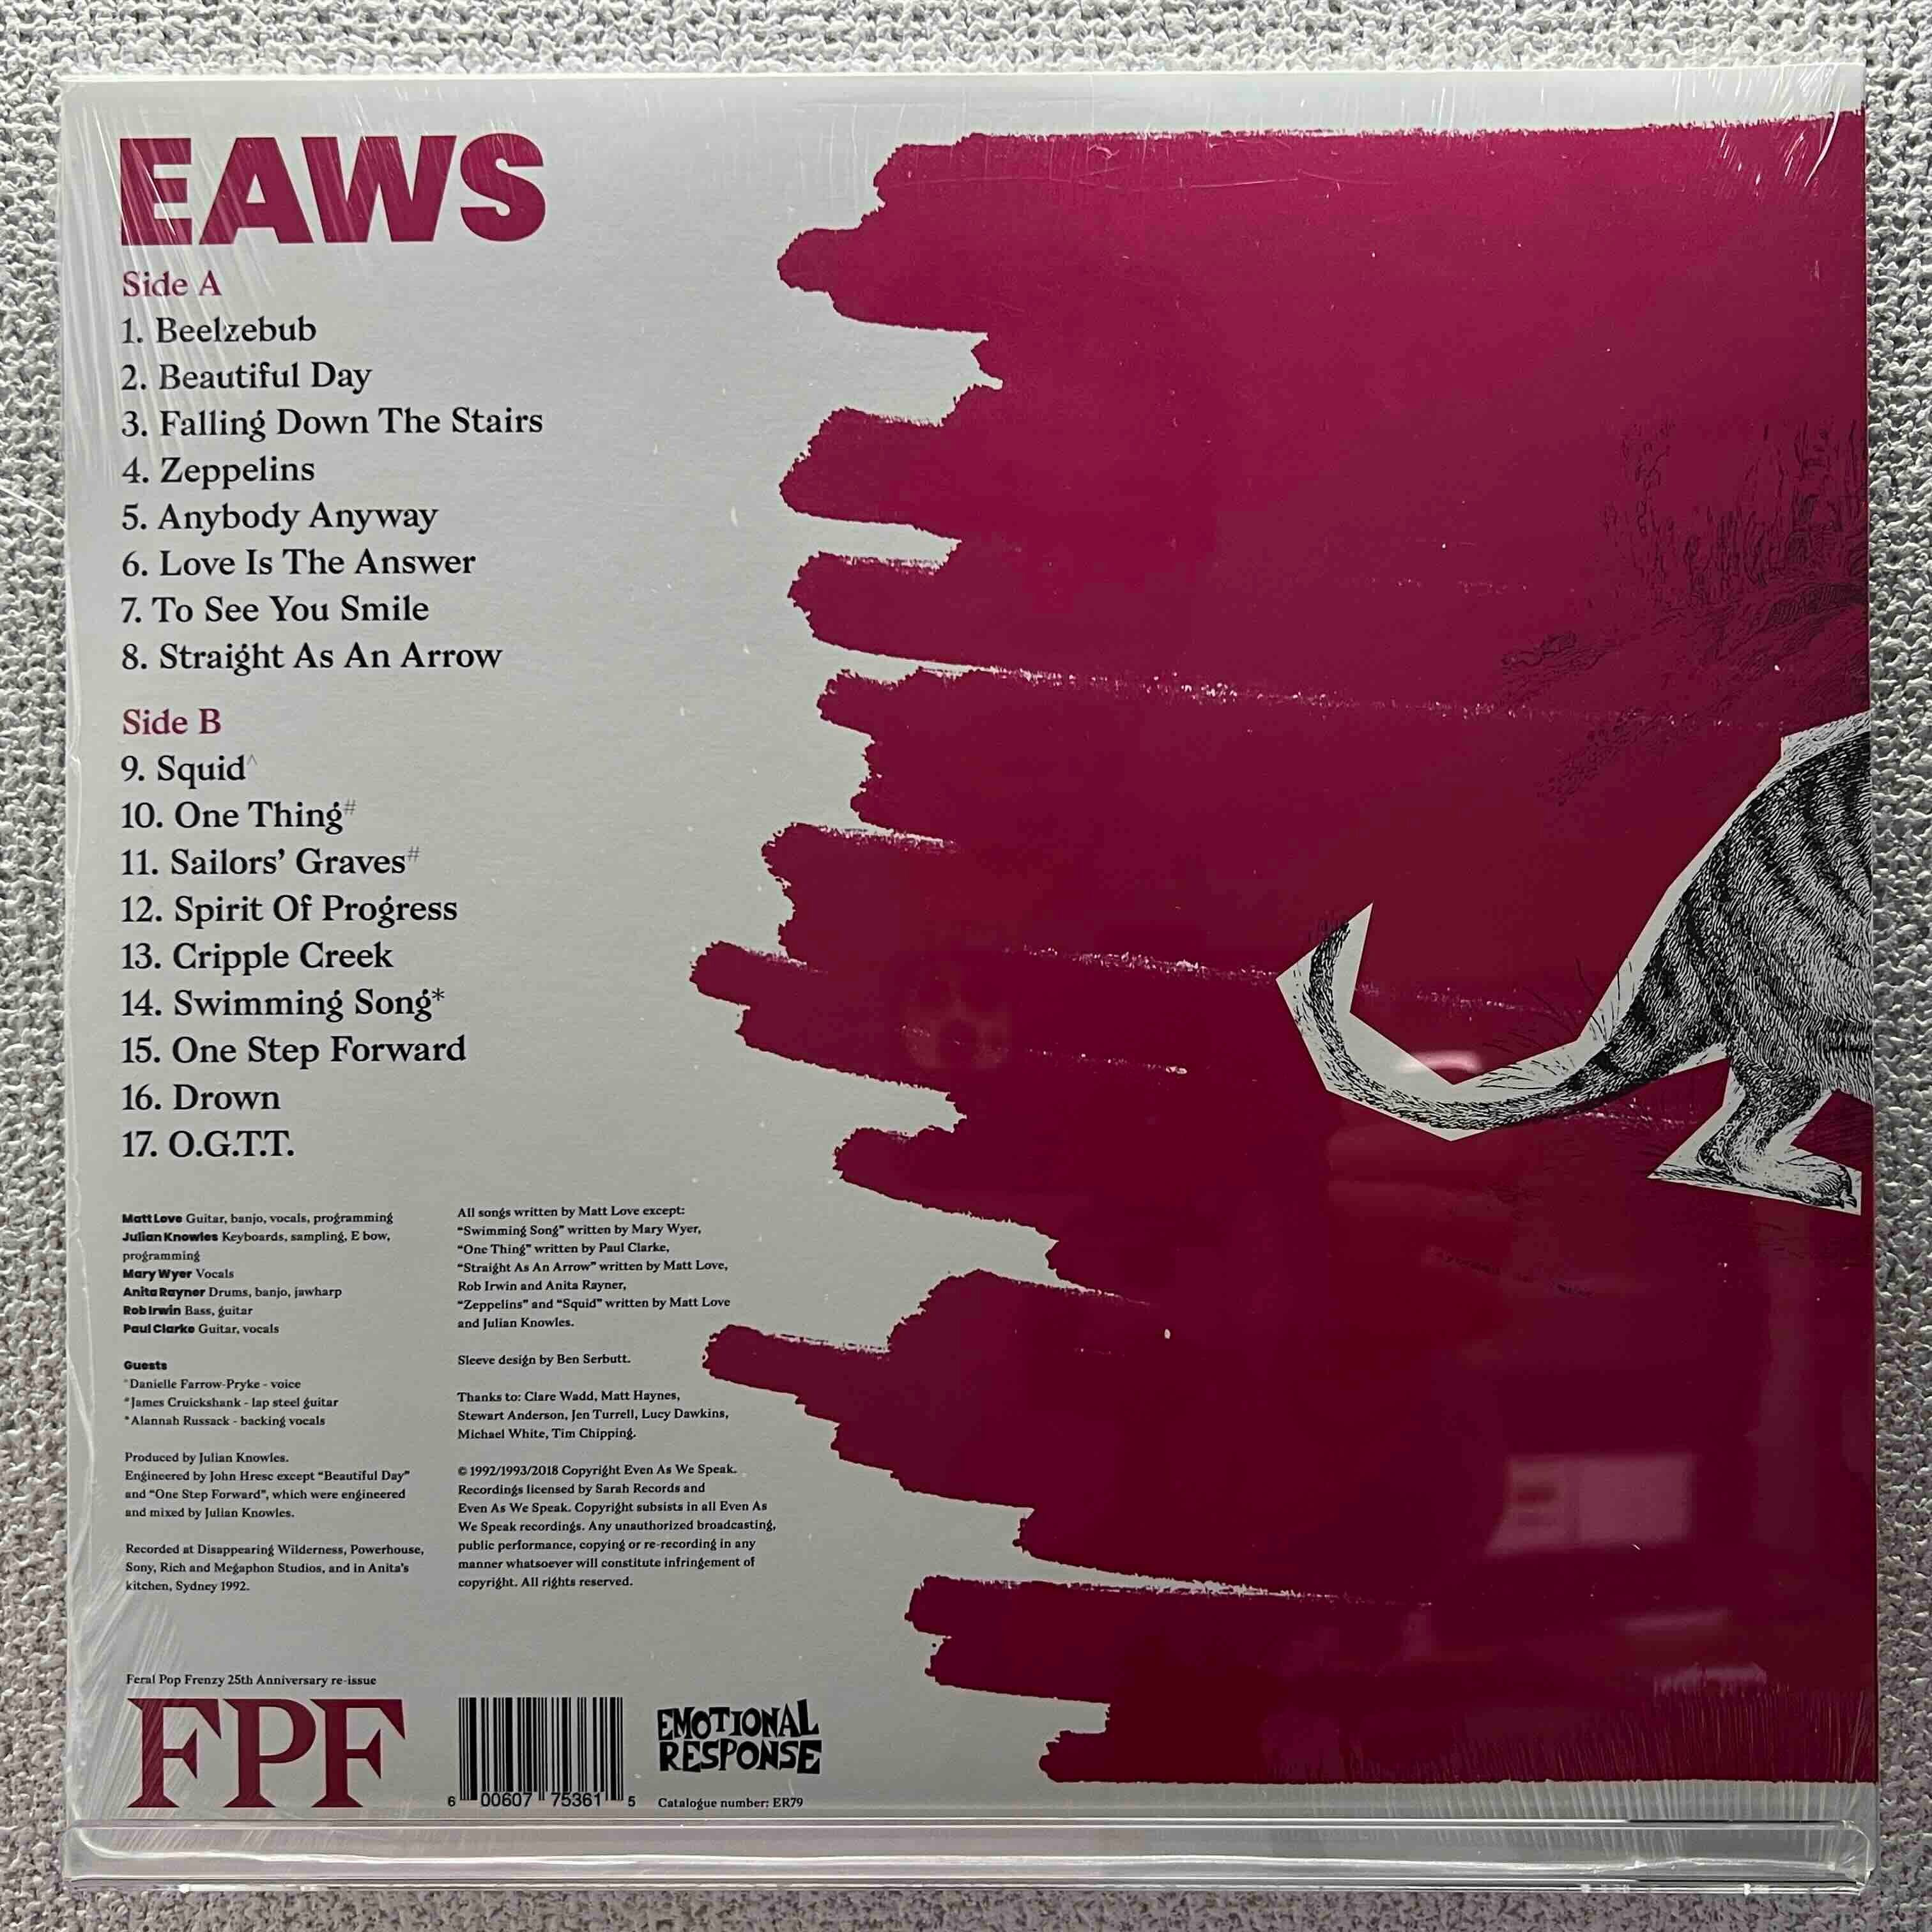 EAWS
Side A
1. Beelzebub
2. Beautiful Day
3. Falling Down The Stairs
4. Zeppelins
5. Anybody Anyway
6. Love Is The Answer
7. To See You Smile
8. Straight As An Arrow
Side B
9. Squid^
10. One Thing#
11. Sailors’ Graves#
12. Spirit Of Progress
13. Cripple Creek
14. Swimming Song*
15. One Step Forward
16. Drown
17. O.G.T.T.
Matt Love Guitar, banjo, vocals, programming
Julian Knowles Keyboards, sampling, E bow,
programming
Mary Wyer Vocals
Anita Rayner Drums, banjo, jawharp
Rob Irwin Bass, guitar
Paul Clarke Guitar, vocals
Guests
^Danielle Farrow-Pryke - voice
#James Cruickshank - lap steel guitar
*Alannah Russack - backing vocals
Produced by Julian Knowles.
Engineered by John Hresc except “Beautiful Day”
and “One Step Forward”, which were engineered
and mixed by Julian Knowles.
Recorded at Disappearing Wilderness, Powerhouse,
Sony, Rich and Megaphon Studios, and in Anita’s
kitchen, Sydney 1992.
All songs written by Matt Love except:
“Swimming Song” written by Mary Wyer,
“One Thing” written by Paul Clarke,
“Straight As An Arrow” written by Matt Love,
Rob Irwin and Anita Rayner,
“Zeppelins” and “Squid” written by Matt Love
and Julian Knowles.
Sleeve design by Ben Serbutt.
Thanks to: Clare Wadd, Matt Haynes,
Stewart Anderson, Jen Turrell, Lucy Dawkins,
Michael White, Tim Chipping.
© 1992/1993/2018 Copyright Even As We Speak.
Recordings licensed by Sarah Records and
Even As We Speak. Copyright subsists in all Even As
We Speak recordings. Any unauthorized broadcasting,
public performance, copying or re-recording in any
manner whatsoever will constitute infringement of
copyright. All rights reserved.
Feral Pop Frenzy 25th Anniversary re-issue
FPF
6 00607 75361 5
EMOTIONAL
RESPONSE
Catalogue number: ER79